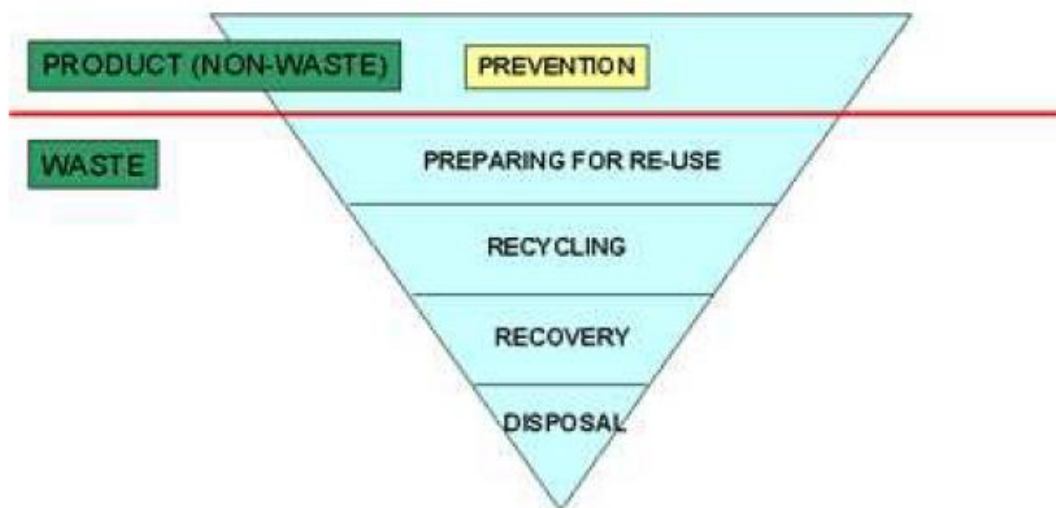 PRODUCT (NON-WASTE)
PREVENTION
WASTE
PREPARING FOR RE-USE
RECYCLING
RECOVERY
DISPOSAL